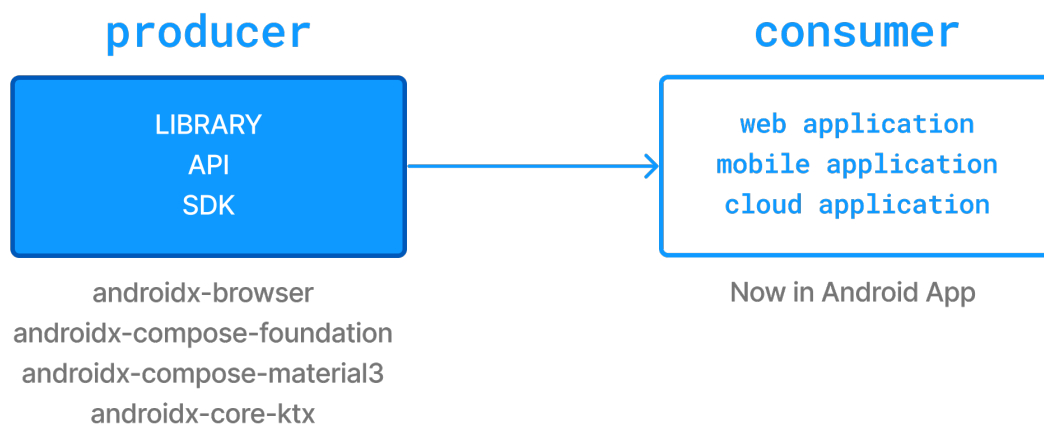 producer
LIBRARY
API
SDK
androidx-browser
androidx-compose-foundation
androidx-compose-material3
androidx-core-ktx
consumer
web application
mobile application
cloud application
Now in Android App